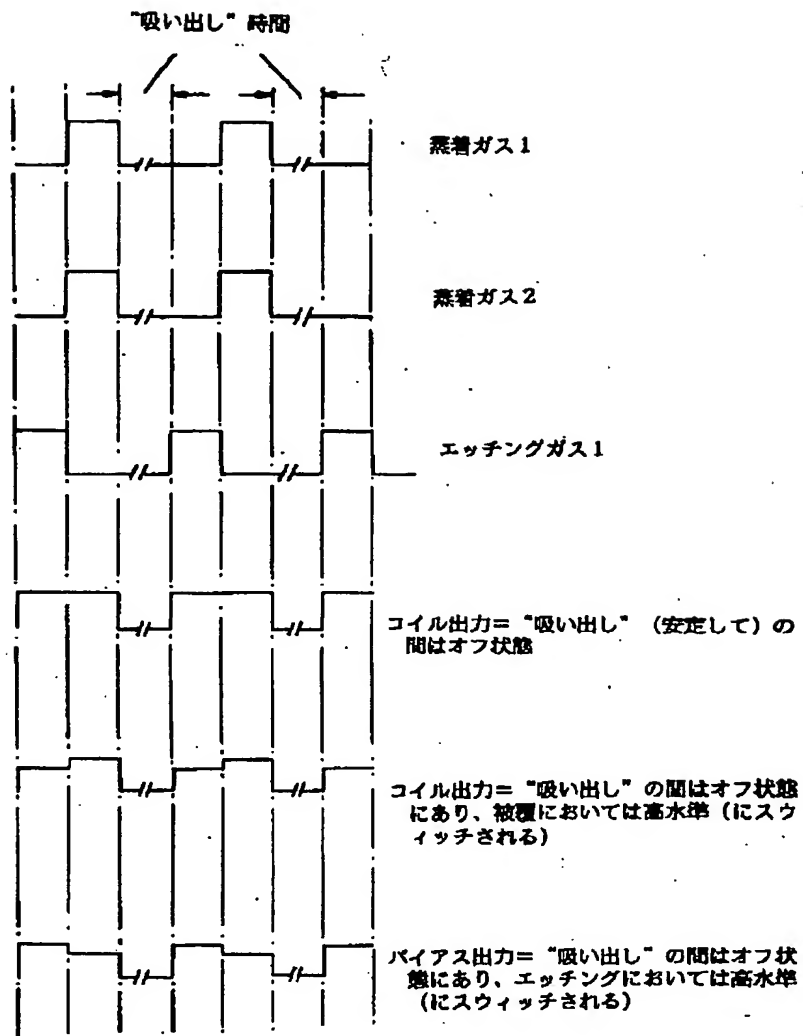 “吸い出し” 時間
蒸着ガス1
蒸着ガス2
エッチングガス1
コイル出力=“吸い出し” (安定して) の
間はオフ状態
コイル出力=“吸い出し” の間はオフ状態
にあり、被覆においては高水準 (にスウ
ィッチされる)
バイアス出力=“吸い出し” の間はオフ状
態にあり、エッチングにおいては高水準
(にスウィッチされる)